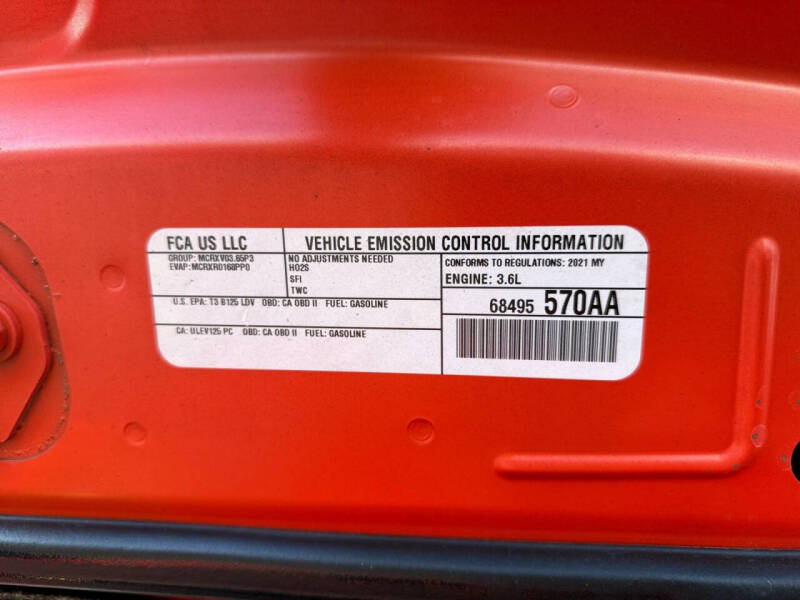 FCA US LLC
VEHICLE EMISSION CONTROL INFORMATION
GROUP: MCRXV03.65P3
EVAP: MCRXR0168PP0
NO ADJUSTMENTS NEEDED
HO2S
SFI
TWC
CONFORMS TO REGULATIONS: 2021 MY
ENGINE: 3.6L
U.S. EPA: T3 B125 LDV OBD: CA OBD II FUEL: GASOLINE
68495 570AA
CA: ULEV125 PC OBD: CA OBD II FUEL: GASOLINE